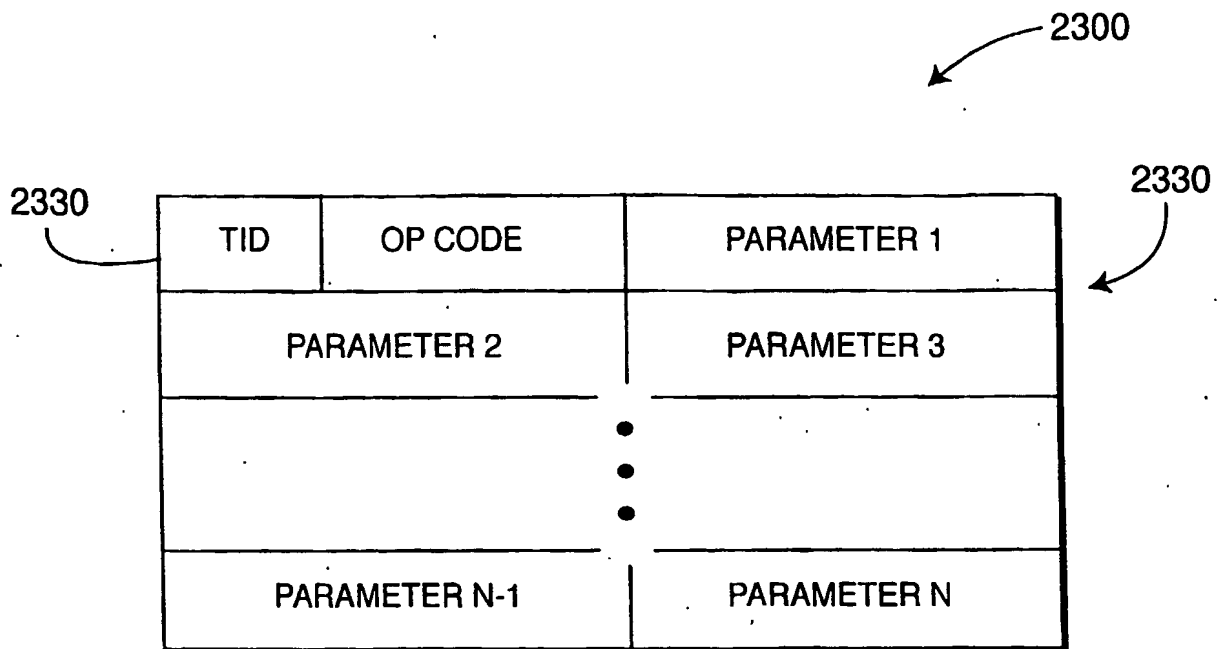 2300
2330
2330
TID OP CODE PARAMETER 1
PARAMETER 2 PARAMETER 3
PARAMETER N-1 PARAMETER N